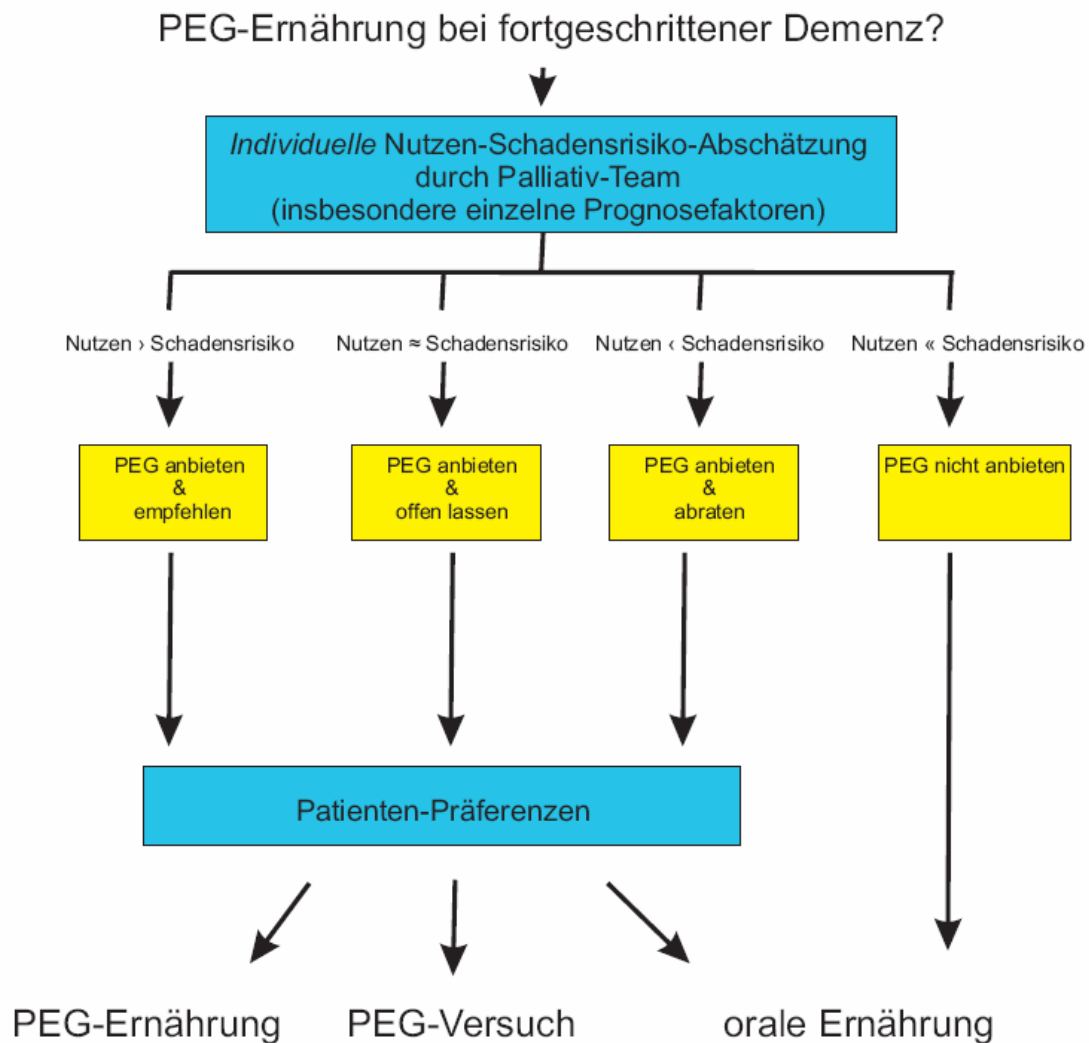 PEG-Ernährung bei fortgeschrittener Demenz?
Individuelle Nutzen-Schadensrisiko-Abschätzung
durch Palliativ-Team
(insbesondere einzelne Prognosefaktoren)
Nutzen › Schadensrisiko
Nutzen ≈ Schadensrisiko
Nutzen ‹ Schadensrisiko
Nutzen « Schadensrisiko
PEG anbieten
&
empfehlen
PEG anbieten
&
offen lassen
PEG anbieten
&
abraten
PEG nicht anbieten
Patienten-Präferenzen
PEG-Ernährung
PEG-Versuch
orale Ernährung